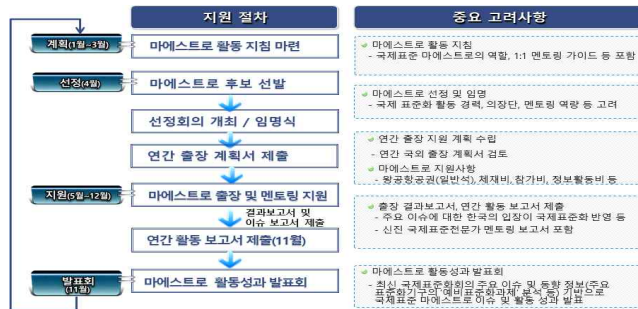 지원 절차
중요 고려사항
계획(1월~3월)
마에스트로 활동 지침 마련
마에스트로 활동 지침
- 국제표준 마에스트로의 역할, 1:1 멘토링 가이드 등 포함
선정(4월)
마에스트로 후보 선발
선정회의 개최 / 임명식
마에스트로 선정 및 임명
- 국제 표준화 활동 경력, 의장단, 멘토링 역량 등 고려
연간 출장 계획서 제출
연간 출장 지원 계획 수립
- 연간 국외 출장 계획서 검토
마에스트로 지원사항
- 왕공항공권(일반석), 체재비, 참가비, 정보활동비 등
지원(5월~12월)
마에스트로 출장 및 멘토링 지원
결과보고서 및
이슈 보고서 제출
연간 활동 보고서 제출(11월)
출장 결과보고서, 연간 활동 보고서 제출
- 주요 이슈에 대한 한국의 입장이 국제표준화 반영 등
- 신진 국제표준전문가 멘토링 보고서 포함
발표회
(11월)
마에스트로 활동성과 발표회
마에스트로 활동성과 발표회
- 최신 국제표준화회의 주요 이슈 및 동향 정보(주요
표준화기구의 '예비표준화과제' 분석 등) 기반으로
국제표준 마에스트로 이슈 및 활동 성과 발표